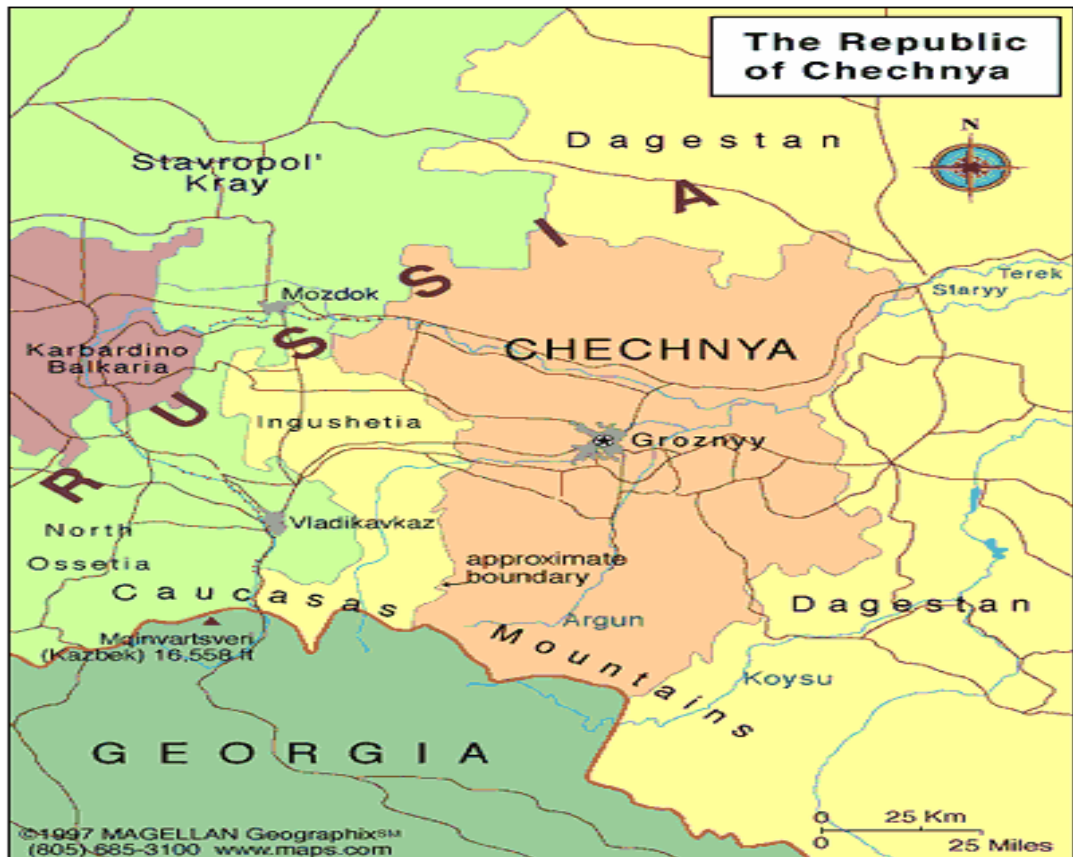 The Republic
of Chechnya
N
Dagestan
Stavropol'
Kray
RUSSIA
Terek
Staryy
Mozdok
CHECHNYA
Karbardino
Balkaria
Ingushetia
Groznyy
Vladikavkaz
North
Ossetia
approximate
boundary
Caucasas Mountains
Dagestan
Argun
Mqinvartsveri
(Kazbek) 16,558 ft
Koysu
GEORGIA
0 25 Km
0 25 Miles
©1997 MAGELLAN Geographix℠
(805) 685-3100 www.maps.com